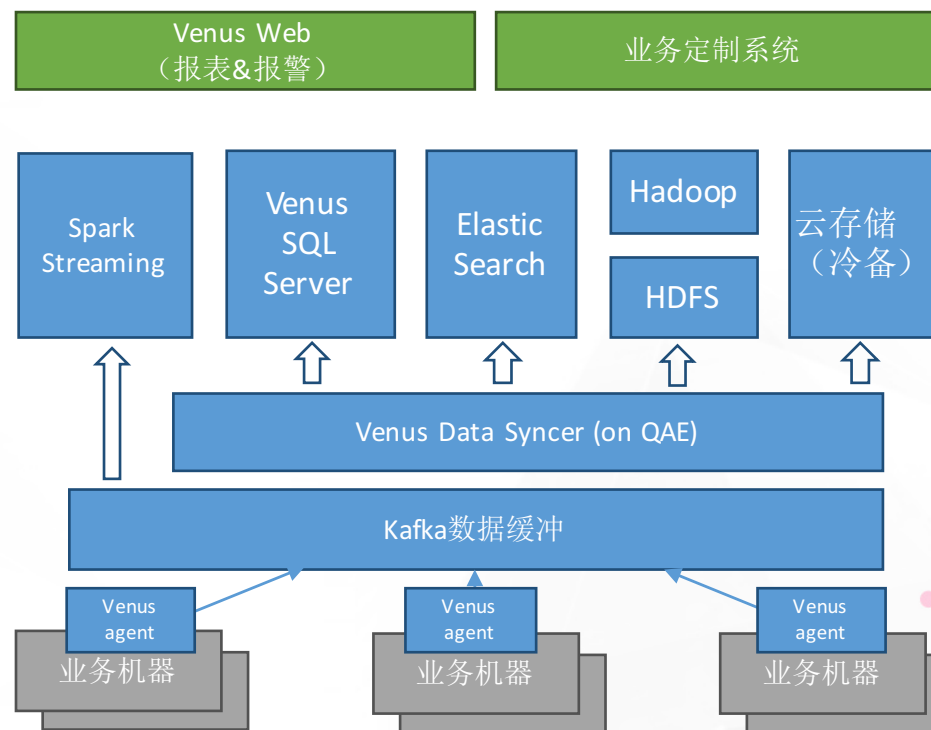 Venus Web
（报表&报警）
业务定制系统
Spark
Streaming
Venus
SQL
Server
Elastic
Search
Hadoop
HDFS
云存储
（冷备）
Venus Data Syncer (on QAE)
Kafka数据缓冲
Venus
agent
业务机器
Venus
agent
业务机器
Venus
agent
业务机器